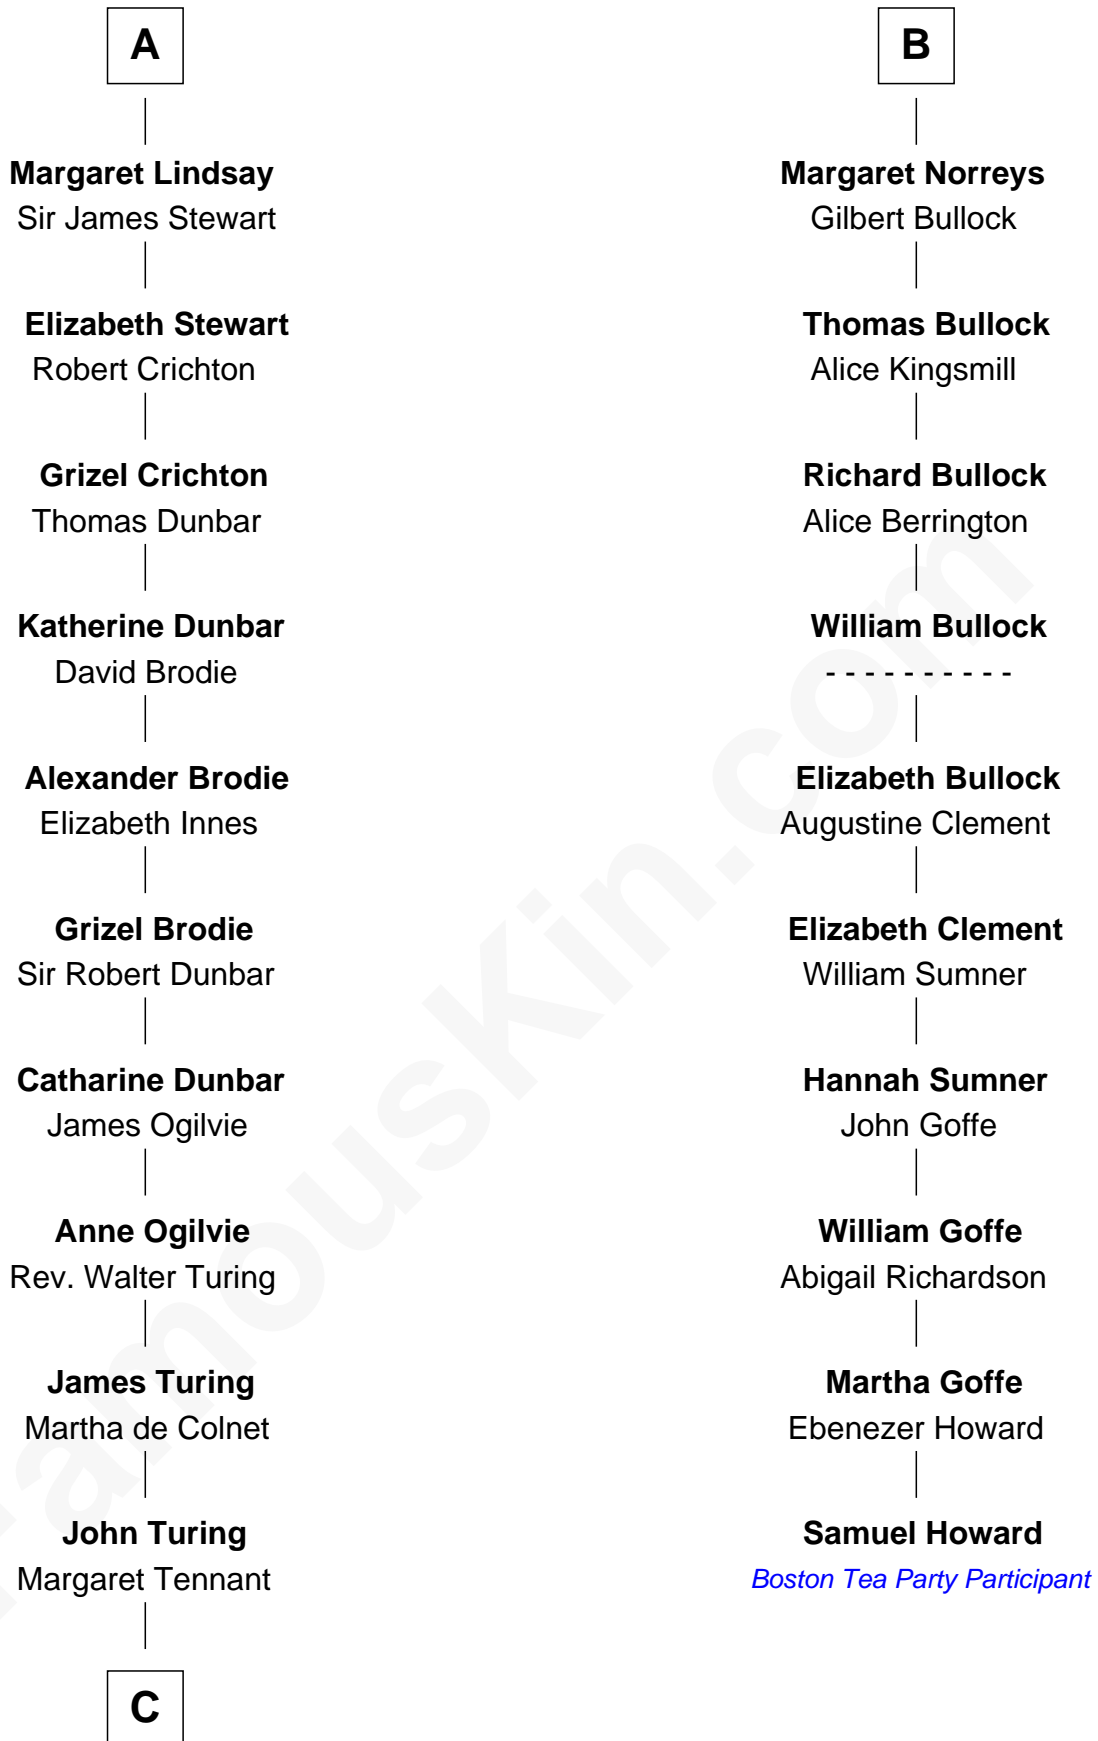 A
Margaret Lindsay
Sir James Stewart
Elizabeth Stewart
Robert Crichton
Grizel Crichton
Thomas Dunbar
Katherine Dunbar
David Brodie
Alexander Brodie
Elizabeth Innes
Grizel Brodie
Sir Robert Dunbar
Catharine Dunbar
James Ogilvie
Anne Ogilvie
Rev. Walter Turing
James Turing
Martha de Colnet
John Turing
Margaret Tennant
C
B
Margaret Norreys
Gilbert Bullock
Thomas Bullock
Alice Kingsmill
Richard Bullock
Alice Berrington
William Bullock
- - - - - - - - - -
Elizabeth Bullock
Augustine Clement
Elizabeth Clement
William Sumner
Hannah Sumner
John Goffe
William Goffe
Abigail Richardson
Martha Goffe
Ebenezer Howard
Samuel Howard
Boston Tea Party Participant
FamousKin.com